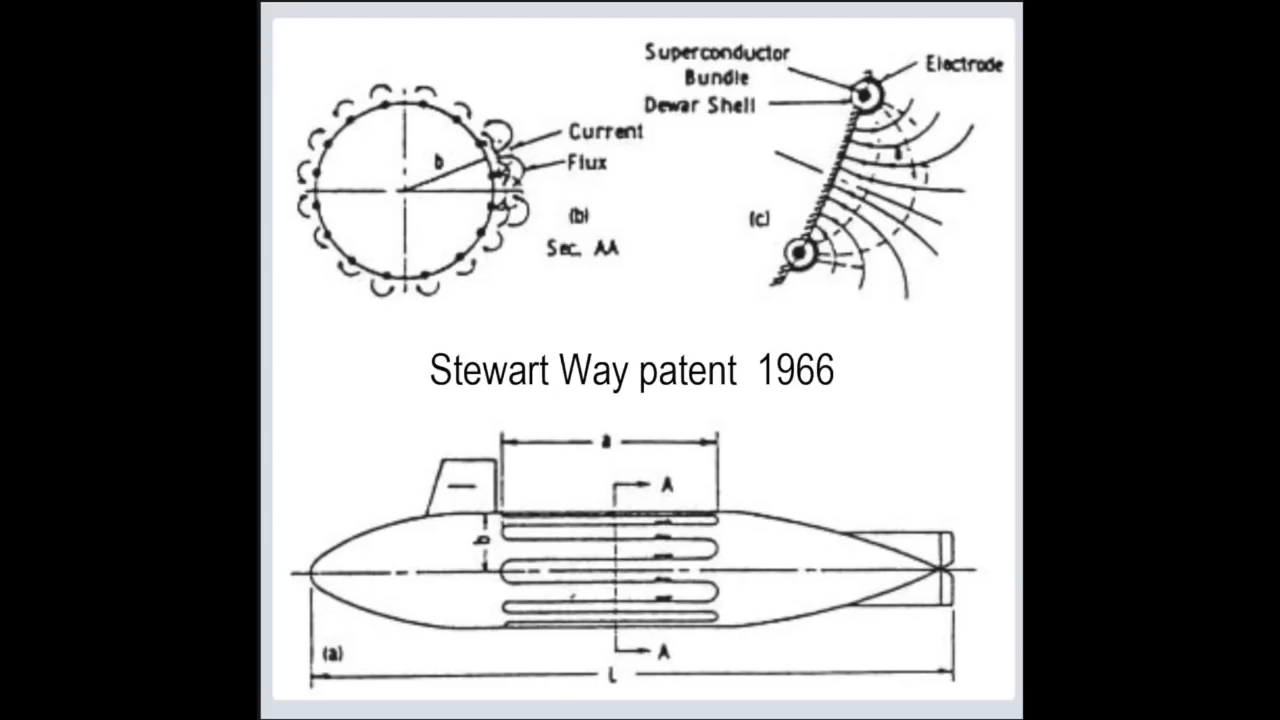 Superconductor
Bundle
Electrode
Dewar Shell
Current
b
Flux
(b)
(c)
Sec. AA
Stewart Way patent 1966
a
A
b
A
(a)
L